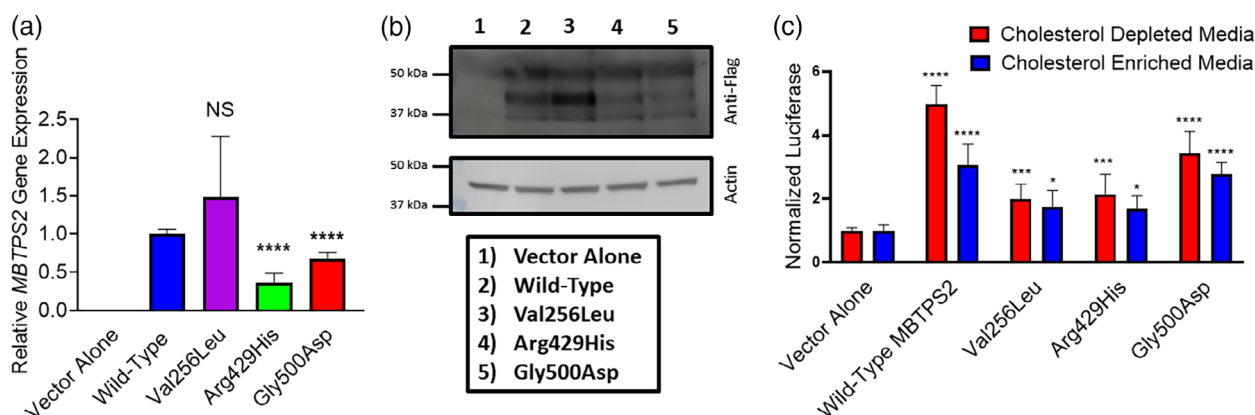 (a)
Relative MBTPS2 Gene Expression
2.5
2.0
1.5
1.0
0.5
0.0
NS
****
****
Vector Alone
Wild-Type
Val256Leu
Arg429His
Gly500Asp
(b)
1 2 3 4 5
50 kDa
37 kDa
Anti-Flag
50 kDa
37 kDa
Actin
1) Vector Alone
2) Wild-Type
3) Val256Leu
4) Arg429His
5) Gly500Asp
(c)
Cholesterol Depleted Media
Cholesterol Enriched Media
Normalized Luciferase
6
4
2
0
****
****
***
*
***
*
****
****
Vector Alone
Wild-Type MBTPS2
Val256Leu
Arg429His
Gly500Asp